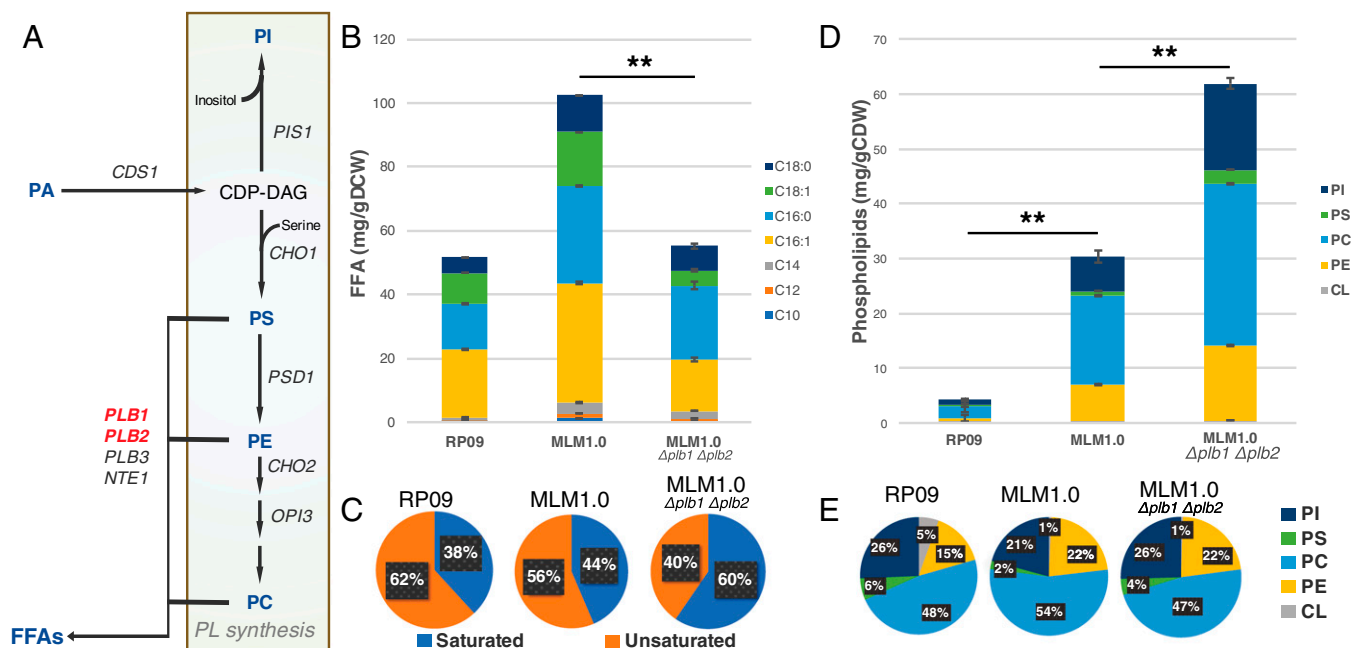 A
PI
Inositol
PIS1
CDS1
PA
CDP-DAG
Serine
CHO1
PS
PSD1
PLB1
PLB2
PLB3
NTE1
PE
CHO2
OPI3
PC
FFAs
PL synthesis
B
120
100
80
60
40
20
0
FFA (mg/gDCW)
**
C18:0
C18:1
C16:0
C16:1
C14
C12
C10
RP09
MLM1.0
MLM1.0
Δplb1 Δplb2
C
RP09
MLM1.0
MLM1.0
Δplb1 Δplb2
38%
62%
44%
56%
40%
60%
Saturated
Unsaturated
D
70
60
50
40
30
20
10
0
Phospholipids (mg/gCDW)
**
**
PI
PS
PC
PE
CL
RP09
MLM1.0
MLM1.0
Δplb1 Δplb2
E
RP09
MLM1.0
MLM1.0
Δplb1 Δplb2
26%
5%
15%
6%
48%
21%
1%
22%
2%
54%
26%
1%
22%
4%
47%
PI
PS
PC
PE
CL